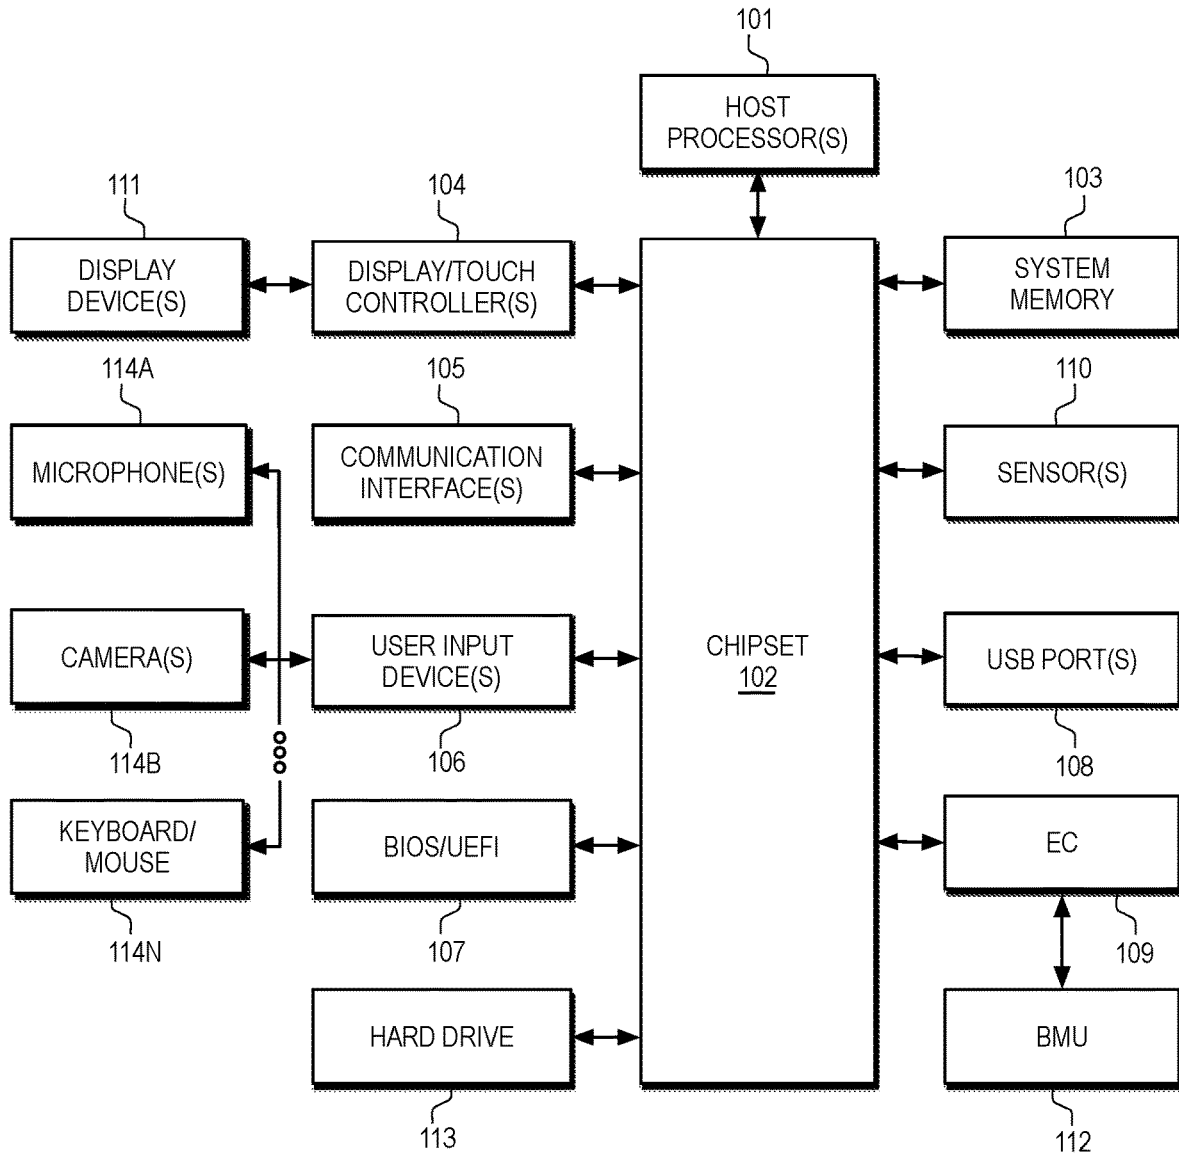 101
HOST
PROCESSOR(S)
111
104
103
DISPLAY
DEVICE(S)
DISPLAY/TOUCH
CONTROLLER(S)
SYSTEM
MEMORY
114A
105
110
MICROPHONE(S)
COMMUNICATION
INTERFACE(S)
SENSOR(S)
CAMERA(S)
USER INPUT
DEVICE(S)
CHIPSET
102
USB PORT(S)
114B
106
108
KEYBOARD/
MOUSE
BIOS/UEFI
EC
114N
107
109
HARD DRIVE
BMU
113
112